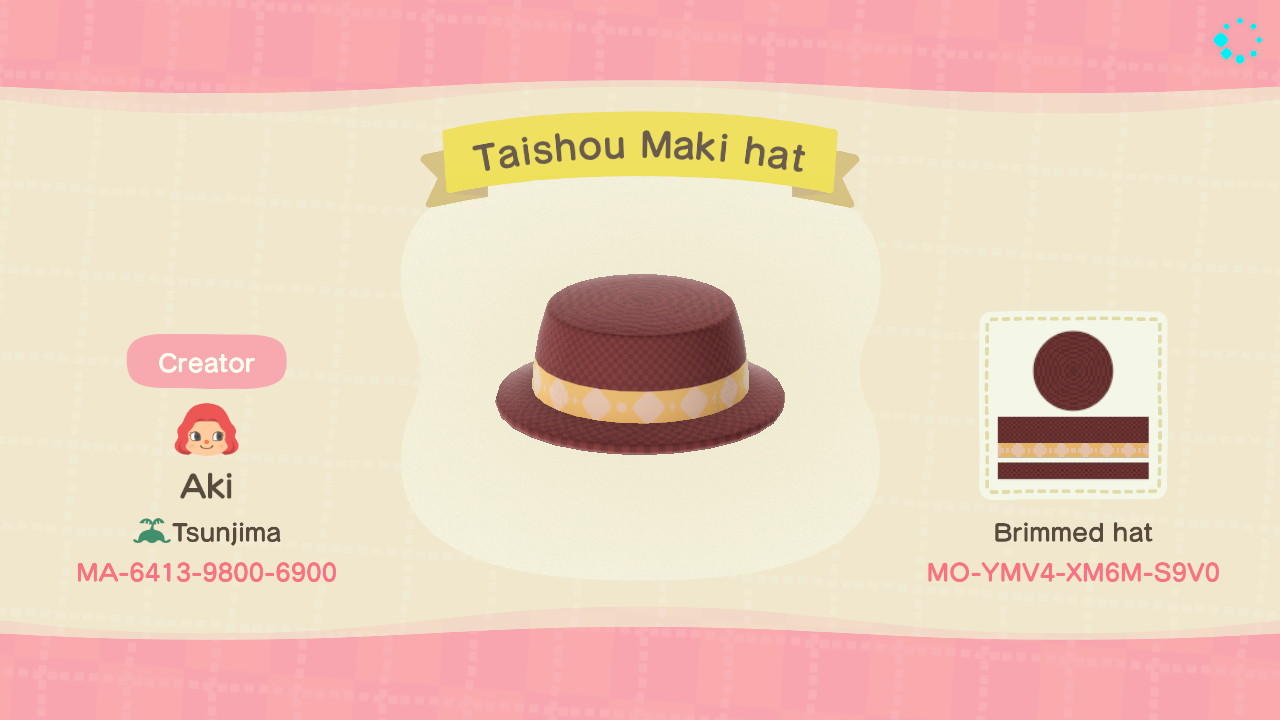 Taishou Maki hat
Creator
Aki
Tsunjima
MA-6413-9800-6900
Brimmed hat
MO-YMV4-XM6M-S9V0